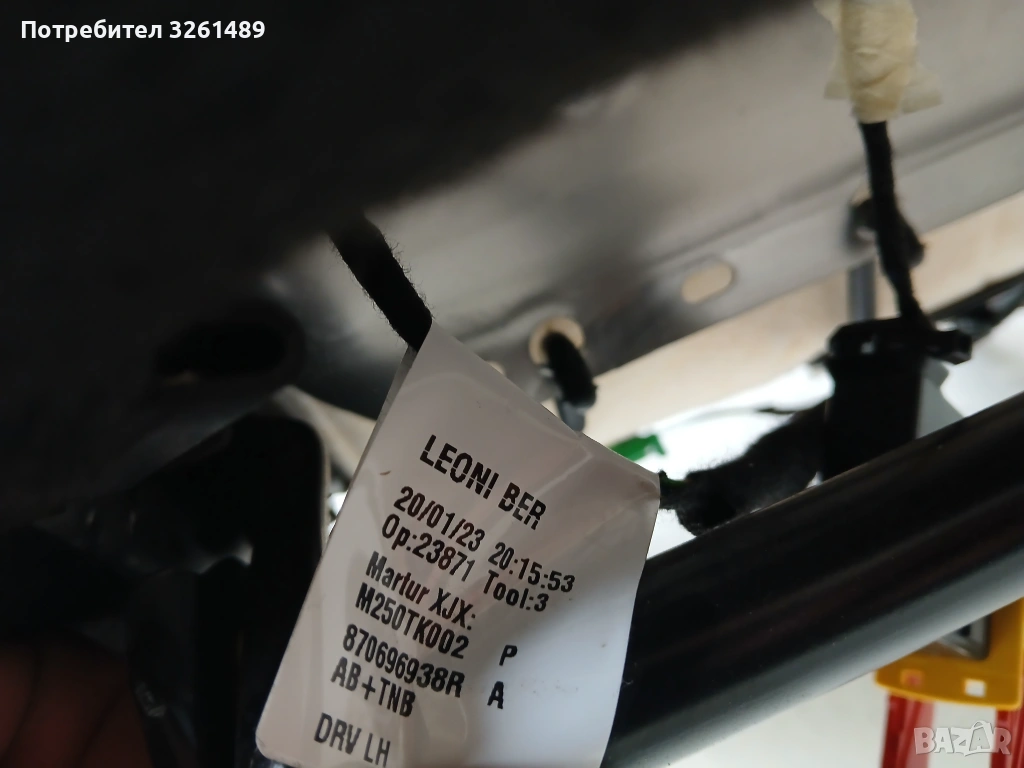 Потребител 3261489
LEONI BER
20/01/23 20:15:53
Op:23871 Tool:3
Martur XJX:
M250TK002 P
870696938R A
AB+TNB
DRV LH
BAZAR